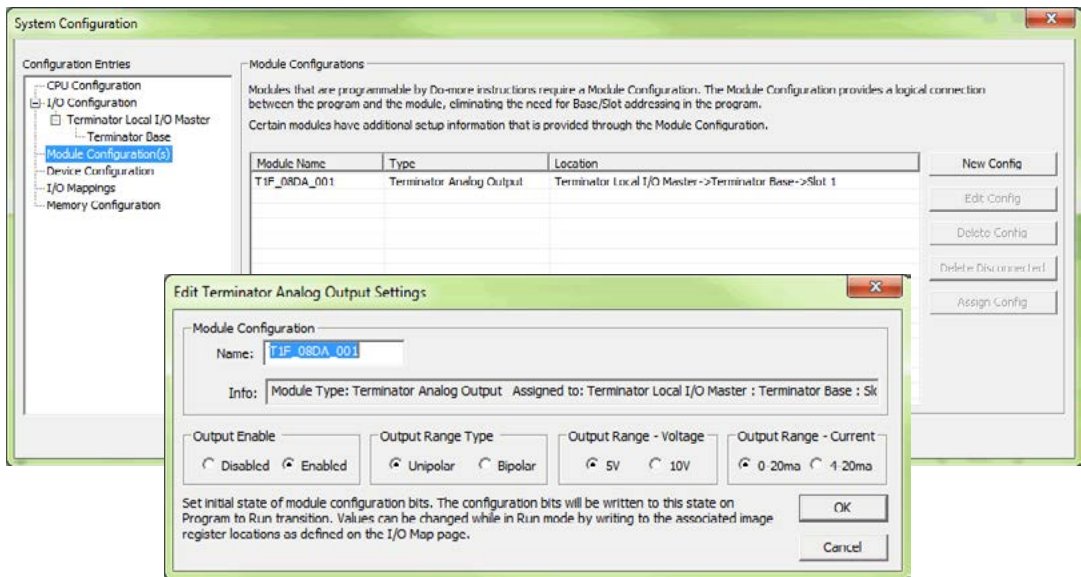 System Configuration
Configuration Entries
CPU Configuration
I/O Configuration
Terminator Local I/O Master
Terminator Base
Module Configuration(s)
Device Configuration
I/O Mappings
Memory Configuration
Module Configurations
Modules that are programmable by Do-more instructions require a Module Configuration. The Module Configuration provides a logical connection
between the program and the module, eliminating the need for Base/Slot addressing in the program.
Certain modules have additional setup information that is provided through the Module Configuration.
Module Name Type Location
T1F_08DA_001 Terminator Analog Output Terminator Local I/O Master->Terminator Base->Slot 1
New Config
Edit Config
Delete Config
Delete Disconnected
Assign Config
Edit Terminator Analog Output Settings
Module Configuration
Name: T1F_08DA_001
Info: Module Type: Terminator Analog Output Assigned to: Terminator Local I/O Master : Terminator Base : Slo
Output Enable
Disabled Enabled
Output Range Type
Unipolar Bipolar
Output Range - Voltage
5V 10V
Output Range - Current
0-20ma 4-20ma
Set initial state of module configuration bits. The configuration bits will be written to this state on
Program to Run transition. Values can be changed while in Run mode by writing to the associated image
register locations as defined on the I/O Map page.
OK
Cancel